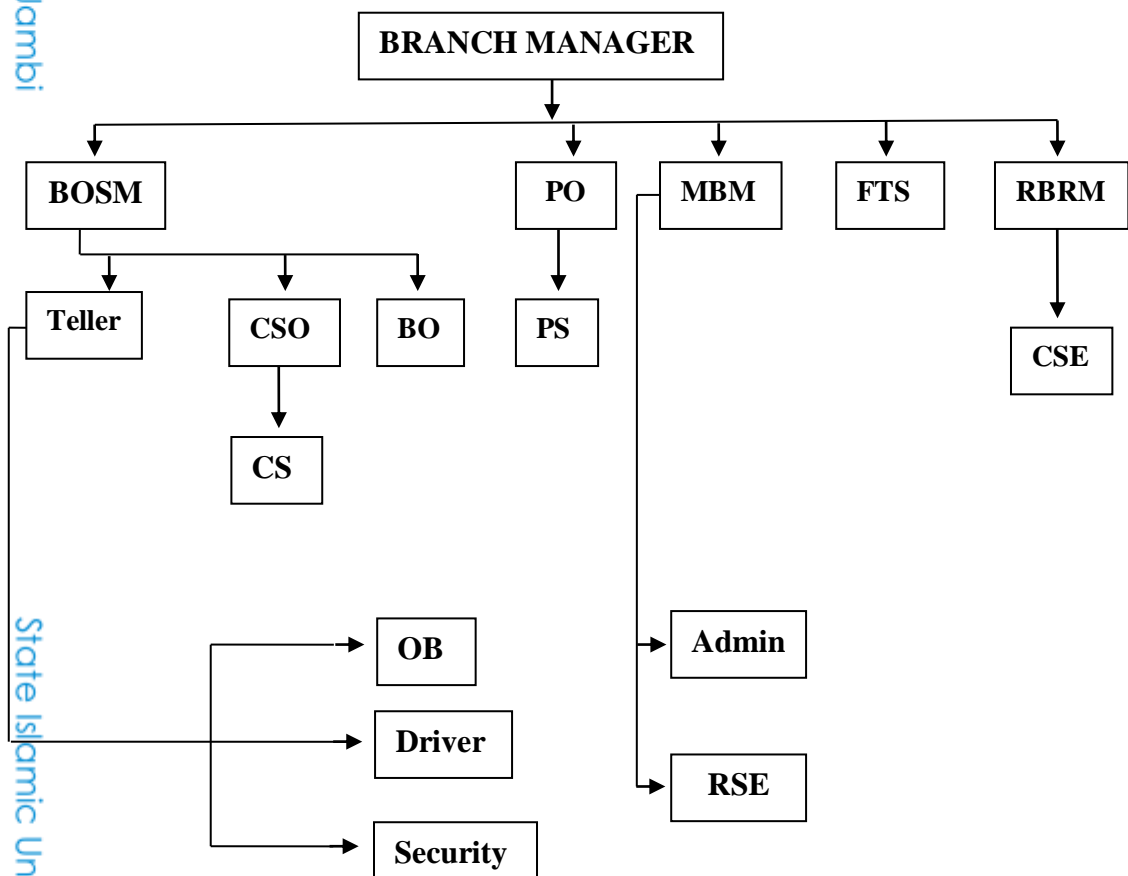 Jambi
BRANCH MANAGER
BOSM
PO
MBM
FTS
RBRM
Teller
CSO
BO
PS
CSE
CS
OB
Admin
Driver
RSE
Security
State Islamic Un